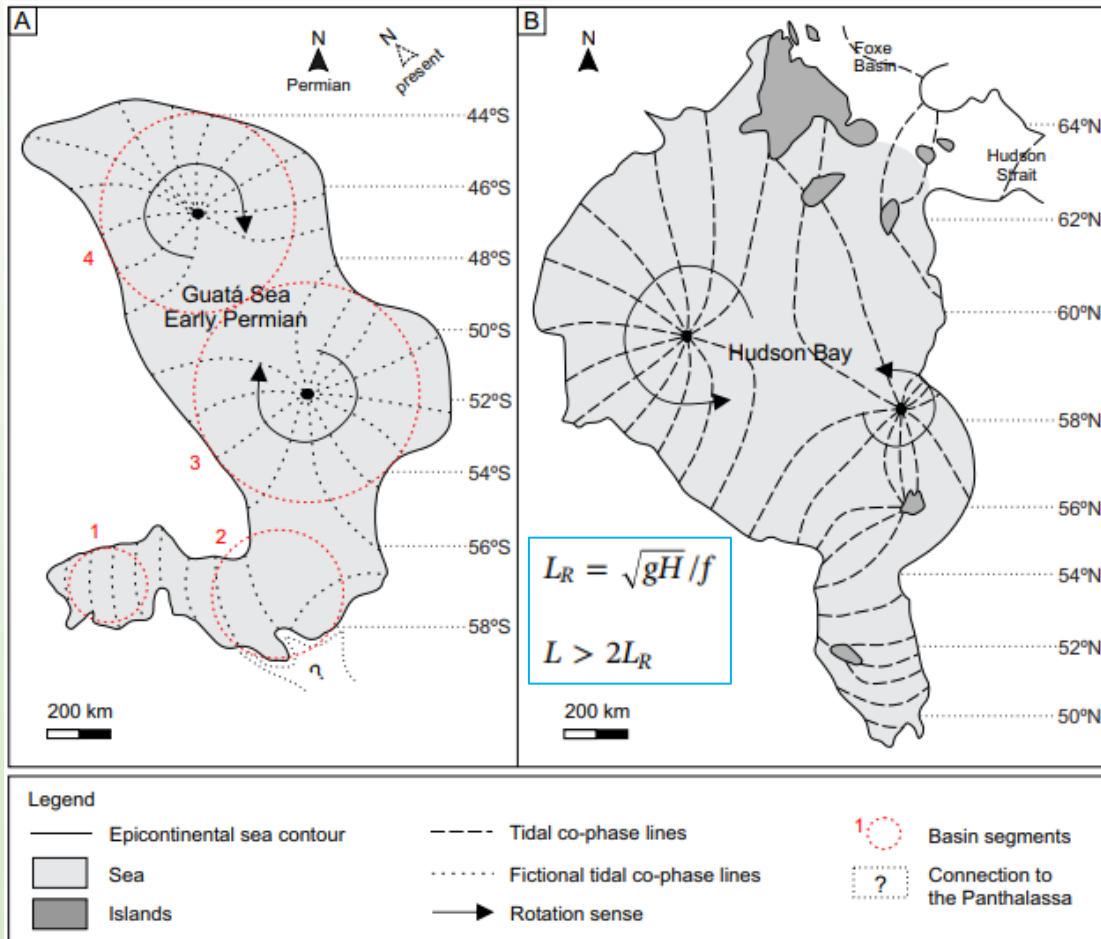 A
N
Permian
N
present
44ºS
46ºS
48ºS
50ºS
52ºS
54ºS
56ºS
58ºS
4
Guatá Sea
Early Permian
3
1
2
?
200 km
B
N
Foxe
Basin
64ºN
Hudson
Strait
62ºN
60ºN
Hudson Bay
58ºN
56ºN
54ºN
52ºN
50ºN
L_R = √gH/f
L > 2L_R
200 km
Legend
Epicontinental sea contour
Sea
Islands
Tidal co-phase lines
Fictional tidal co-phase lines
Rotation sense
1
Basin segments
?
Connection to
the Panthalassa